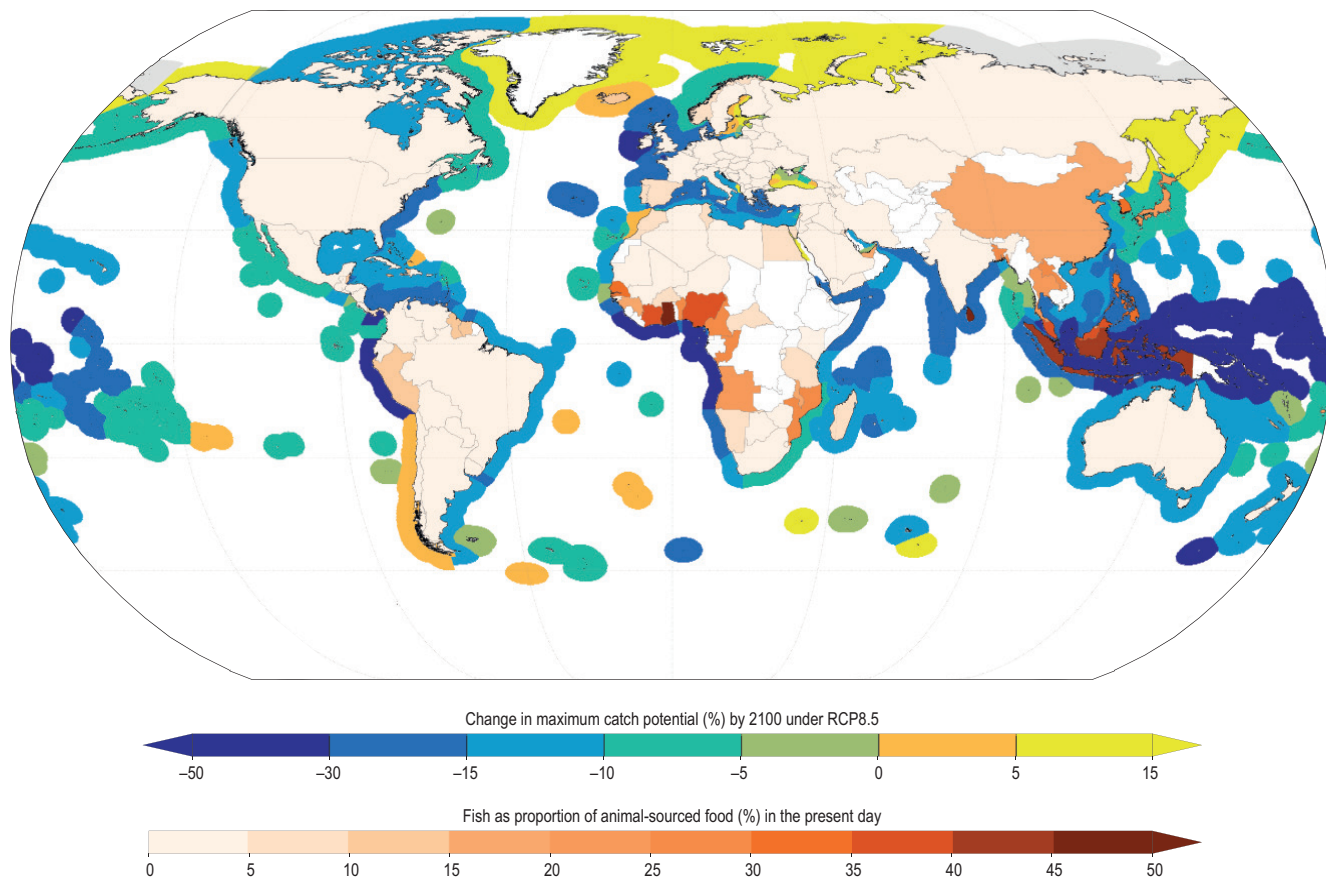 Change in maximum catch potential (%) by 2100 under RCP8.5
–50 –30 –15 –10 –5 0 5 15
Fish as proportion of animal-sourced food (%) in the present day
0 5 10 15 20 25 30 35 40 45 50